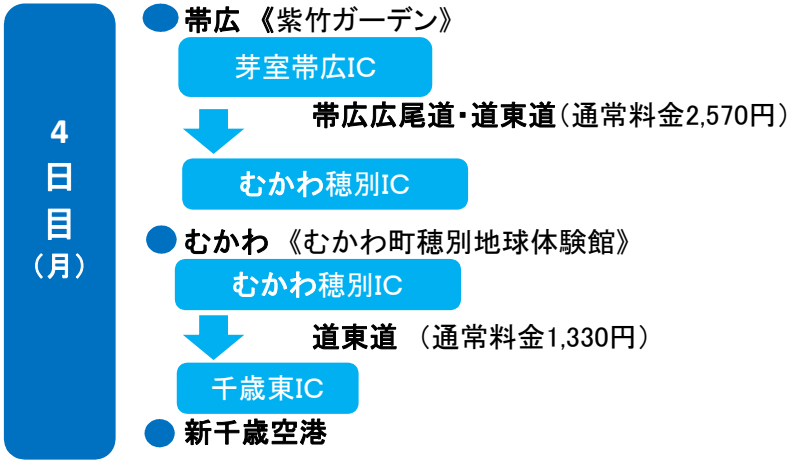 4
日
目
（月）
帯広 《紫竹ガーデン》
芽室帯広IC
帯広広尾道・道東道（通常料金2,570円）
むかわ穂別IC
むかわ 《むかわ町穂別地球体験館》
むかわ穂別IC
道東道 （通常料金1,330円）
千歳東IC
新千歳空港